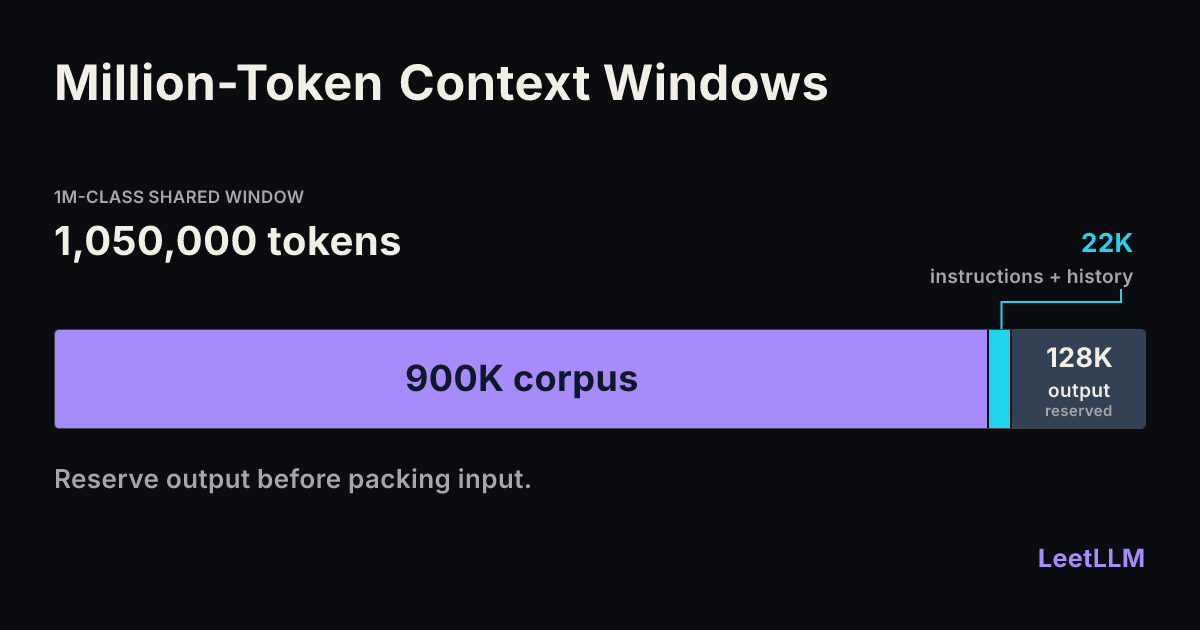 Million-Token Context Windows
1M-CLASS SHARED WINDOW
1,050,000 tokens
22K
instructions + history
900K corpus
128K
output
reserved
Reserve output before packing input.
LeetLLM